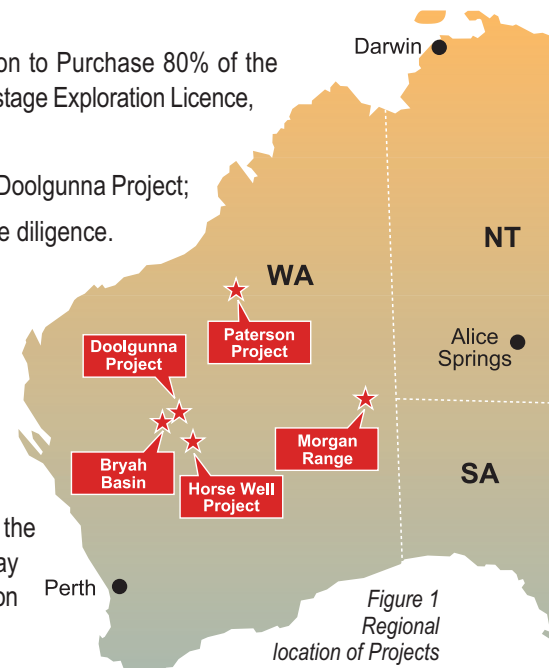 Darwin
on to Purchase 80% of the
stage Exploration Licence,
Doolgunna Project;
e diligence.
NT
WA
Paterson
Project
Alice
Springs
Doolgunna
Project
Morgan
Range
Bryah
Basin
Horse Well
Project
SA
the
ay
on
Perth
Figure 1
Regional
location of Projects